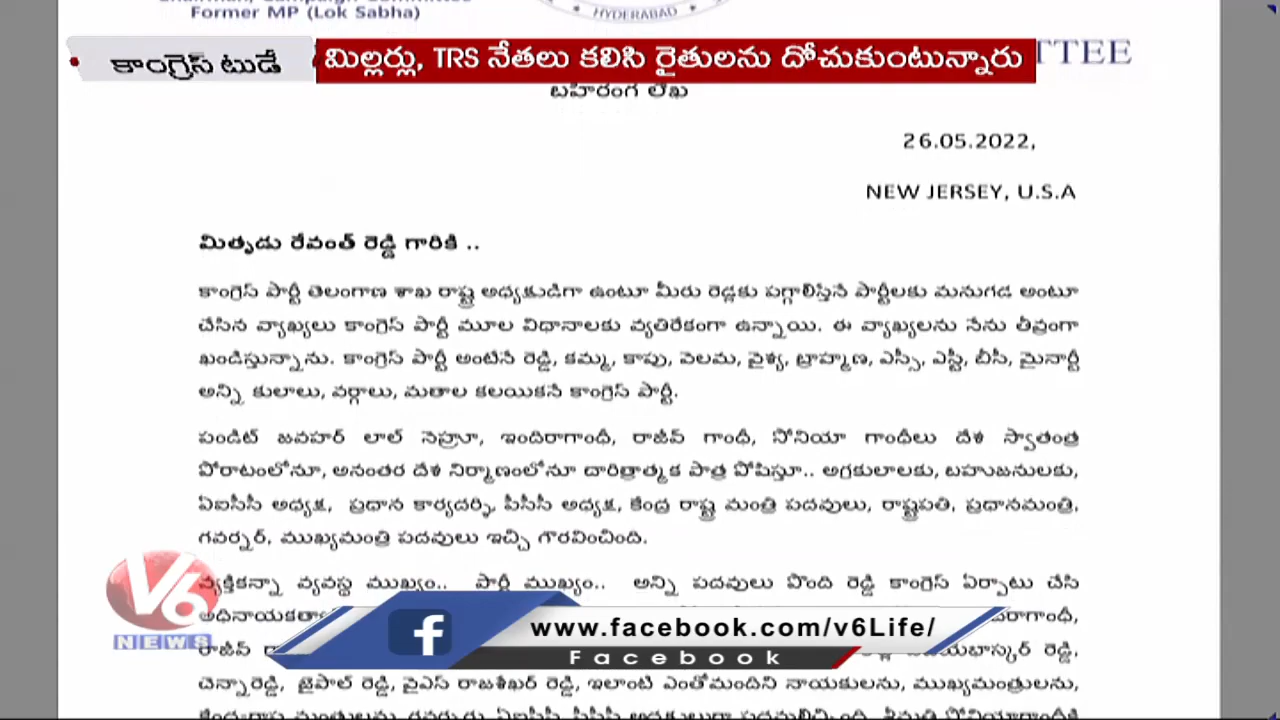 Former MP (Lok Sabha)
HYDERABAD
కాంగ్రెస్ టుడే
మిల్లర్లు, TRS నేతలు కలిసి రైతులను దోచుకుంటున్నారు
TTEE
బహిరంగ లేఖ
26.05.2022,
NEW JERSEY, U.S.A
మిత్రుడు రేవంత్ రెడ్డి గారికి ..
కాంగ్రెస్ పార్టీ తెలంగాణ శాఖ రాష్ట్ర అధ్యక్షుడిగా ఉంటూ మీరు రెడ్లకు పగ్గాలిస్తేనే పార్టీలకు మనుగడ అంటూ
చేసిన వ్యాఖ్యలు కాంగ్రెస్ పార్టీ మూల విధానాలకు వ్యతిరేకంగా ఉన్నాయి. ఈ వ్యాఖ్యలను నేను తీవ్రంగా
ఖండిస్తున్నాను. కాంగ్రెస్ పార్టీ అంటేనే రెడ్డి, కమ్మ, కాపు, వెలమ, వైశ్య, బ్రాహ్మణ, ఎస్సీ, ఎస్టీ, బీసీ, మైనార్టీ
అన్ని కులాలు, వర్గాలు, మతాల కలయికనే కాంగ్రెస్ పార్టీ.
పండిట్ జవహర్ లాల్ నెహ్రూ, ఇందిరాగాంధీ, రాజీవ్ గాంధీ, సోనియా గాంధీలు దేశ స్వాతంత్ర
పోరాటంలోనూ, అనంతర దేశ నిర్మాణంలోనూ చారిత్రాత్మక పాత్ర పోషిస్తూ.. అగ్రకులాలకు, బహుజనులకు,
ఏఐసీసీ అధ్యక్ష, ప్రధాన కార్యదర్శి, పీసీసీ అధ్యక్ష, కేంద్ర రాష్ట్ర మంత్రి పదవులు, రాష్ట్రపతి, ప్రధానమంత్రి,
గవర్నర్, ముఖ్యమంత్రి పదవులు ఇచ్చి గౌరవించింది.
వ్యక్తికన్నా వ్యవస్థ ముఖ్యం.. పార్టీ ముఖ్యం.. అన్ని పదవులు పొంది రెడ్డి కాంగ్రెస్ ఏర్పాటు చేసి
రాజీవ్ రెడ్డి,
చెన్నారెడ్డి, జైపాల్ రెడ్డి, వైఎస్ రాజశేఖర్ రెడ్డి, ఇలాంటి ఎంతోమందిని నాయకులను, ముఖ్యమంత్రులను,
V6
NEWS
www.facebook.com/v6Life/
Facebook